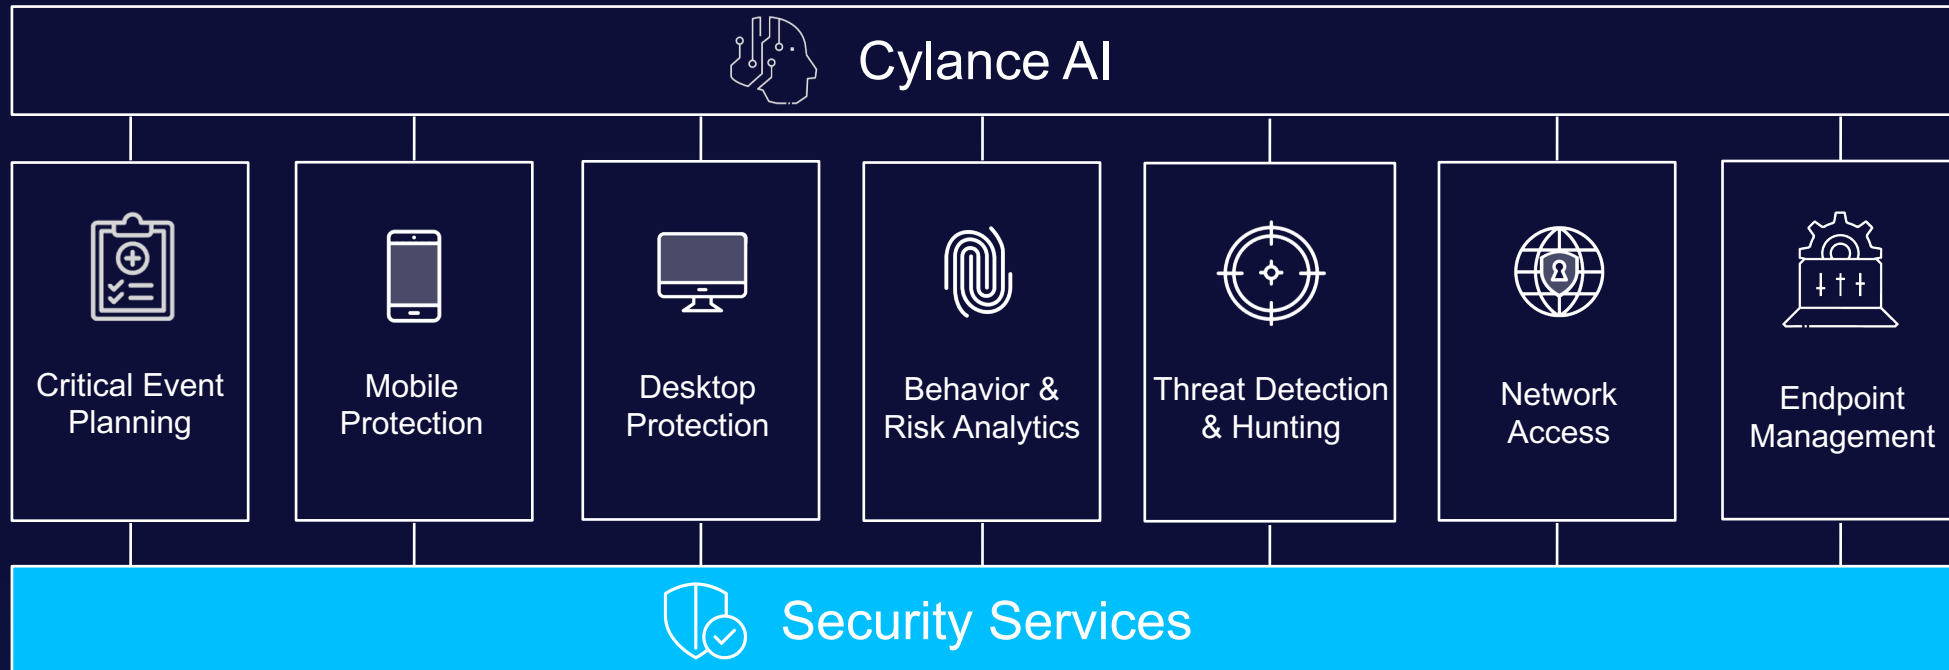 Cylance AI
Critical Event
Planning
Mobile
Protection
Desktop
Protection
Behavior &
Risk Analytics
Threat Detection
& Hunting
Network
Access
Endpoint
Management
Security Services